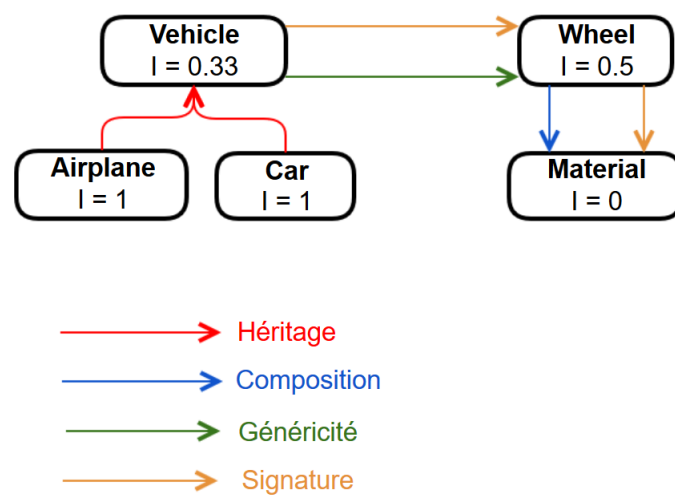 Vehicle
I = 0.33
Wheel
I = 0.5
Airplane
I = 1
Car
I = 1
Material
I = 0
Héritage
Composition
Généricité
Signature